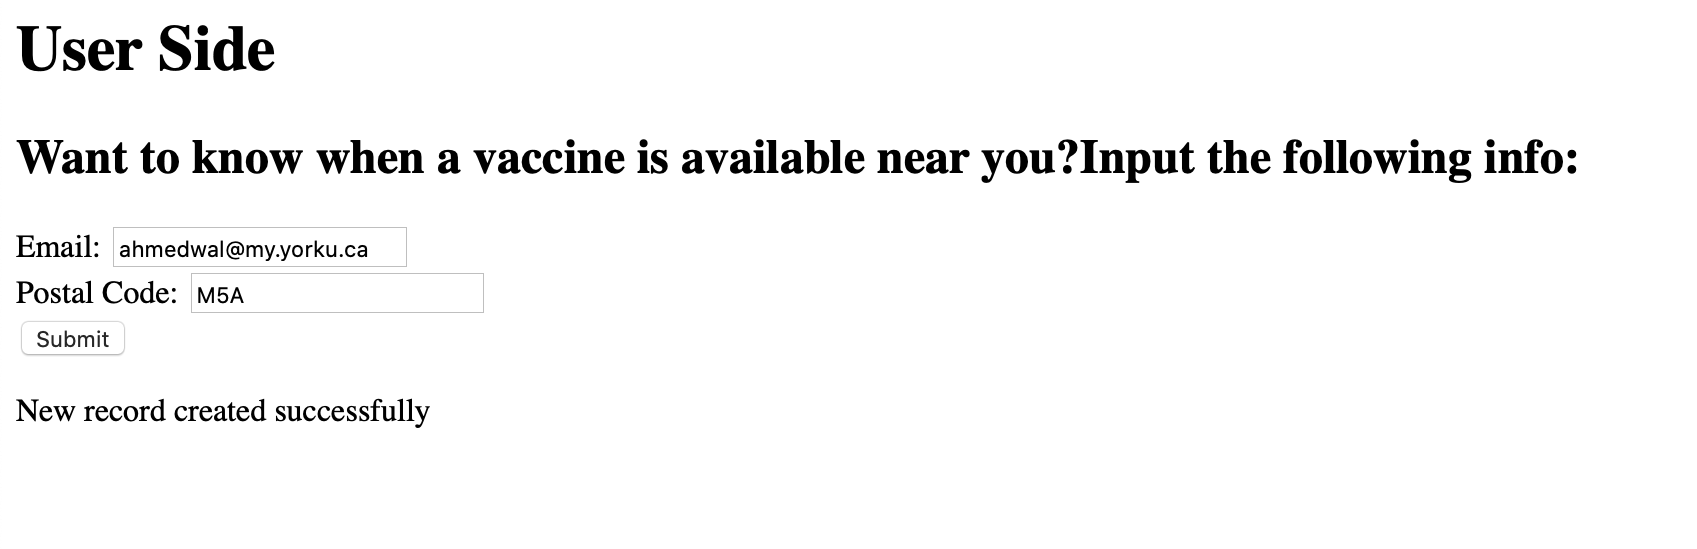 User Side
Want to know when a vaccine is available near you?Input the following info:
Email: ahmedwal@my.yorku.ca
Postal Code: M5A
Submit
New record created successfully